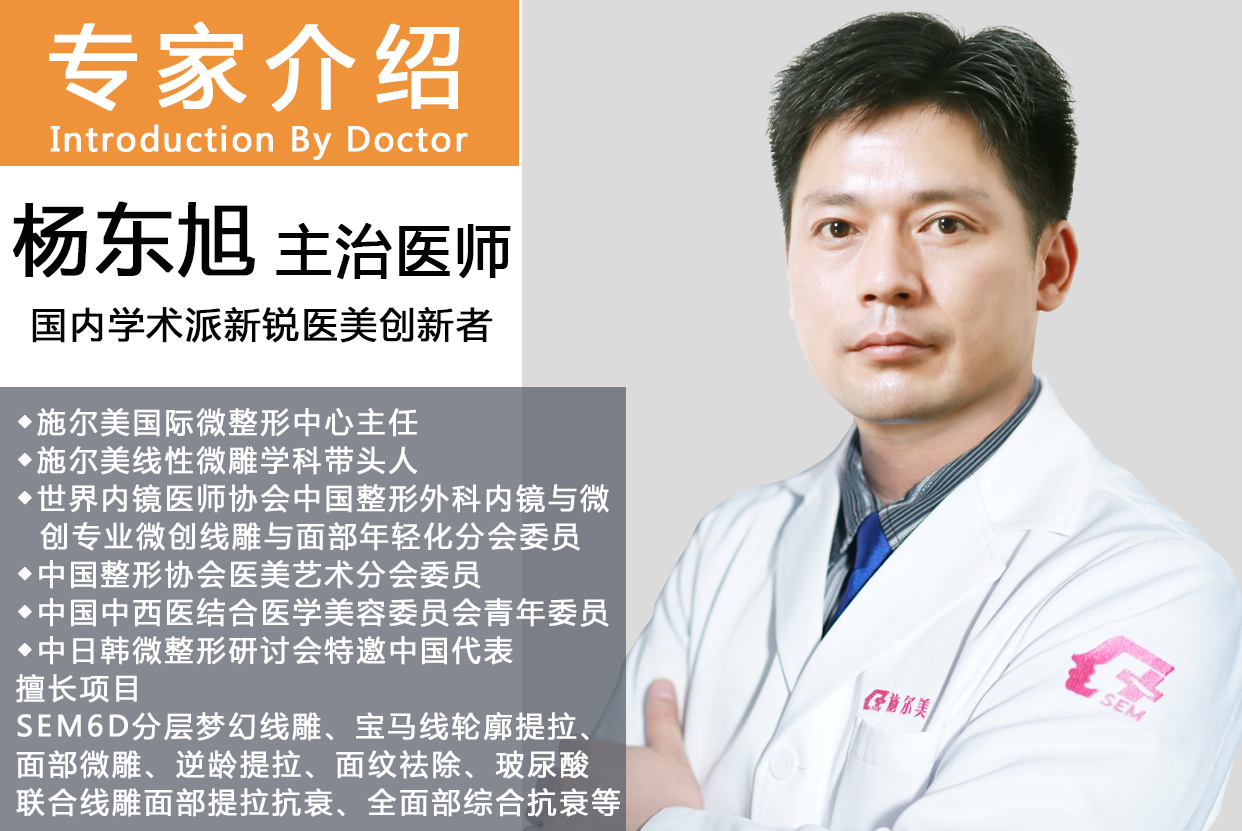 专家介绍
Introduction By Doctor
杨东旭 主治医师
国内学术派新锐医美创新者
◆施尔美国际微整形中心主任
◆施尔美线性微雕学科带头人
◆世界内镜医师协会中国整形外科内镜与微
创专业微创线雕与面部年轻化分会委员
◆中国整形协会医美艺术分会委员
◆中国中西医结合医学美容委员会青年委员
◆中日韩微整形研讨会特邀中国代表
擅长项目
SEM6D分层梦幻线雕、宝马线轮廓提拉、
面部微雕、逆龄提拉、面纹祛除、玻尿酸
联合线雕面部提拉抗衰、全面部综合抗衰等
施尔美
SEM